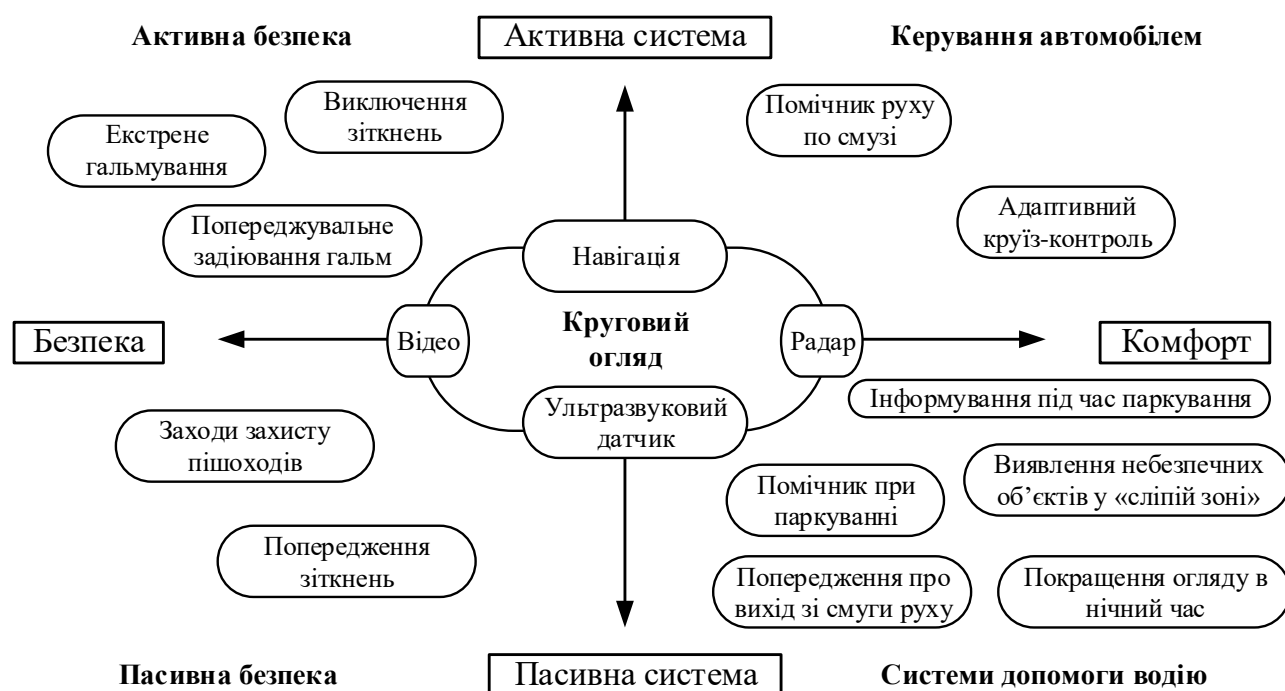 Активна безпека
Активна система
Керування автомобілем
Виключення
зіткнень
Помічник руху
по смузі
Екстрене
гальмування
Попереджувальне
задіювання гальм
Адаптивний
круїз-контроль
Навігація
Безпека
Відео
Круговий
огляд
Радар
Комфорт
Ультразвуковий
датчик
Інформування під час паркування
Заходи захисту
пішоходів
Помічник при
паркуванні
Виявлення небезпечних
об’єктів у «сліпій зоні»
Попередження
зіткнень
Попередження про
вихід зі смуги руху
Покращення огляду в
нічний час
Пасивна безпека
Пасивна система
Системи допомоги водію